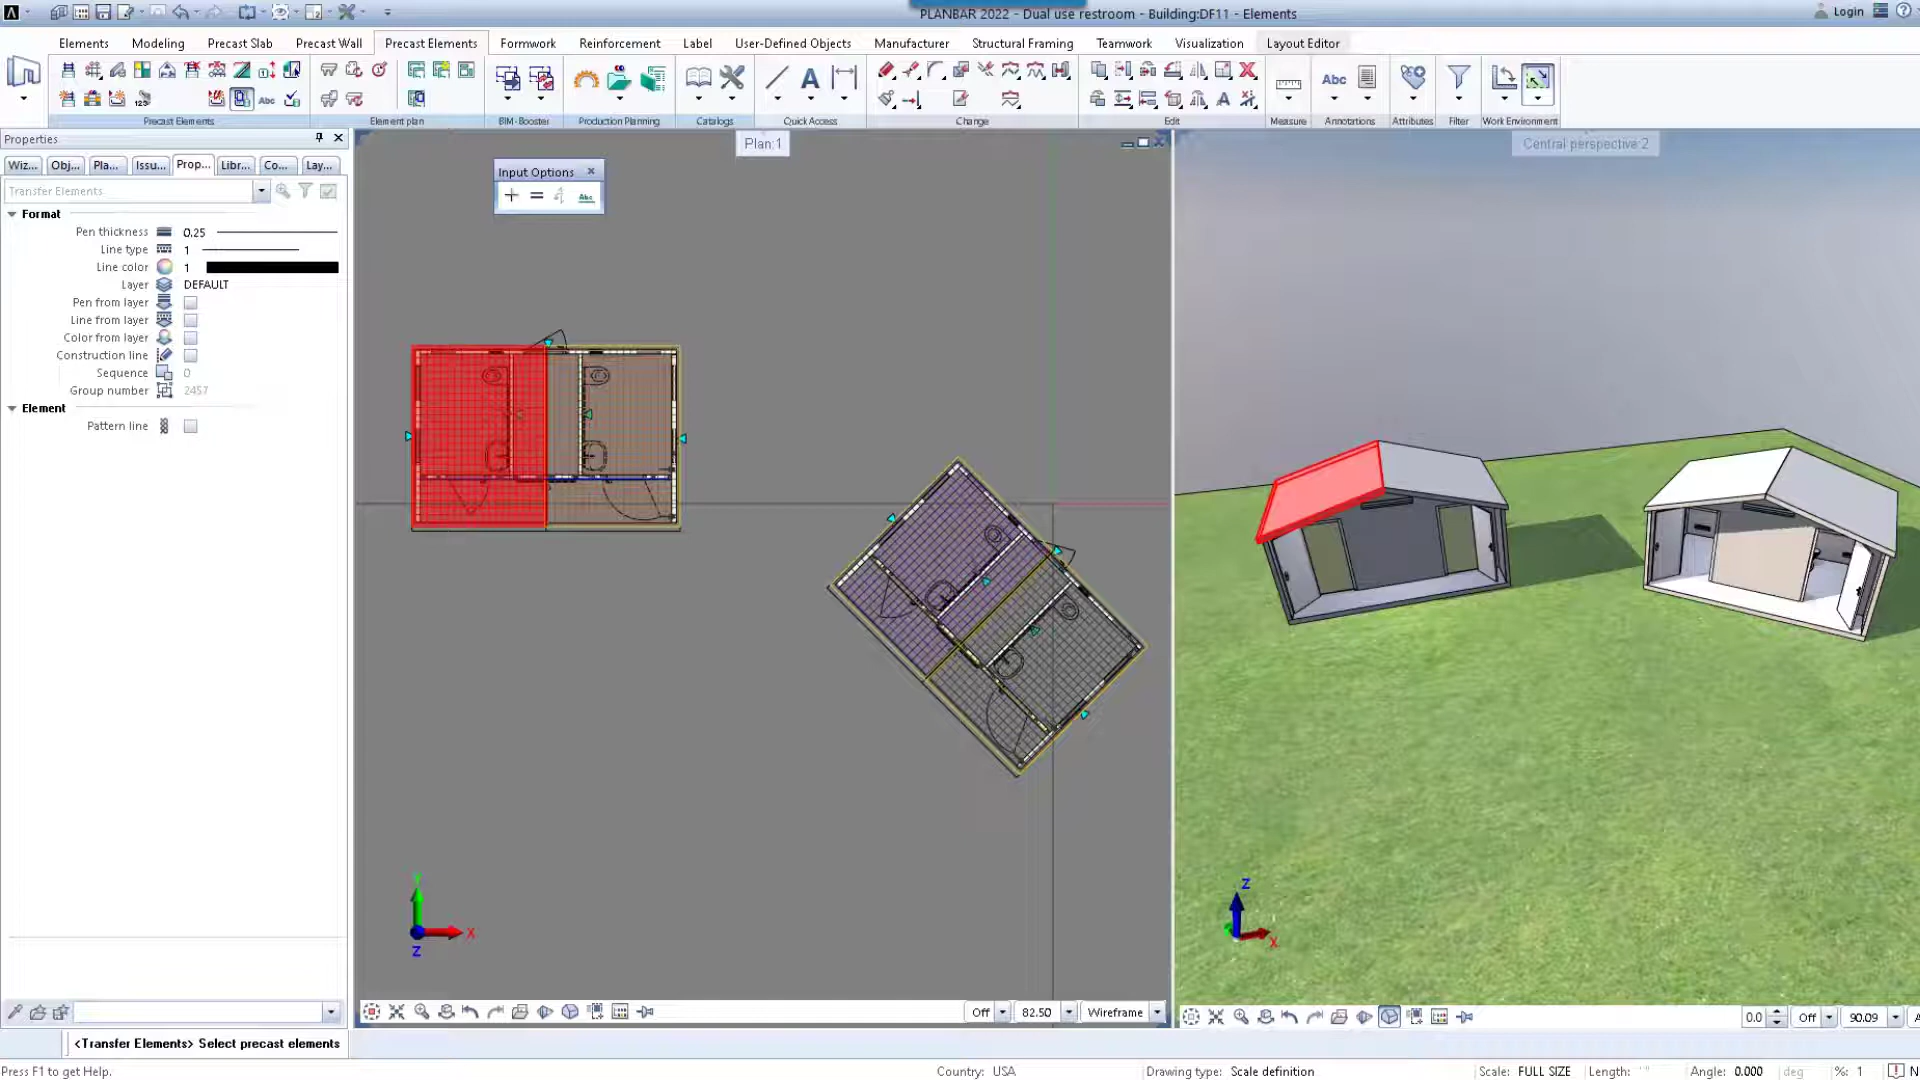 PLANBAR 2022 - Dual use restroom - Building:DF11 - Elements
Login
Elements
Modeling
Precast Slab
Precast Wall
Precast Elements
Formwork
Reinforcement
Label
User-Defined Objects
Manufacturer
Structural Framing
Teamwork
Visualization
Layout Editor
Precast Elements
Element plan
BIM-Booster
Production Planning
Catalogs
Quick Access
Change
Edit
Measure
Annotations
Attributes
Filter
Work Environment
Properties
Wiz...
Obj...
Pla...
Issu...
Prop...
Libr...
Co...
Lay...
Transfer Elements
Format
Pen thickness 0.25
Line type 1
Line color 1
Layer DEFAULT
Pen from layer
Line from layer
Color from layer
Construction line
Sequence 0
Group number 2457
Element
Pattern line
Plan:1
Input Options
Abc
Central perspective:2
Y
X
Z
Z
X
Off
82.50
Wireframe
0.0
Off
90.09
<Transfer Elements> Select precast elements
Press F1 to get Help.
Country: USA
Drawing type: Scale definition
Scale: FULL SIZE
Length:
Angle: 0.000
deg
%: 1